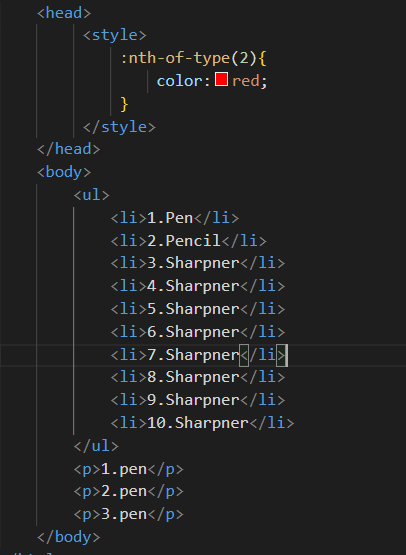 <head>
<style>
:nth-of-type(2){
color: red;
}
</style>
</head>
<body>
<ul>
<li>1.Pen</li>
<li>2.Pencil</li>
<li>3.Sharpner</li>
<li>4.Sharpner</li>
<li>5.Sharpner</li>
<li>6.Sharpner</li>
<li>7.Sharpner</li>
<li>8.Sharpner</li>
<li>9.Sharpner</li>
<li>10.Sharpner</li>
</ul>
<p>1.pen</p>
<p>2.pen</p>
<p>3.pen</p>
</body>